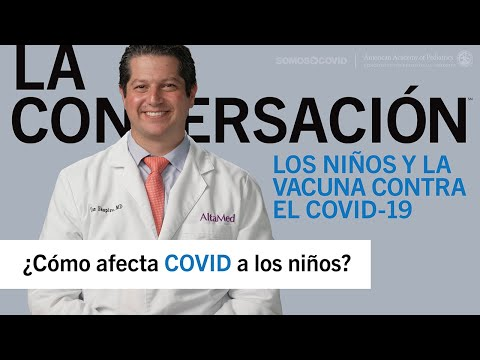 SOMOS COVID American Academy of Pediatrics
LA
CONVERSACIÓN
LOS NIÑOS Y LA
VACUNA CONTRA
EL COVID-19
AltaMed
¿Cómo afecta COVID a los niños?